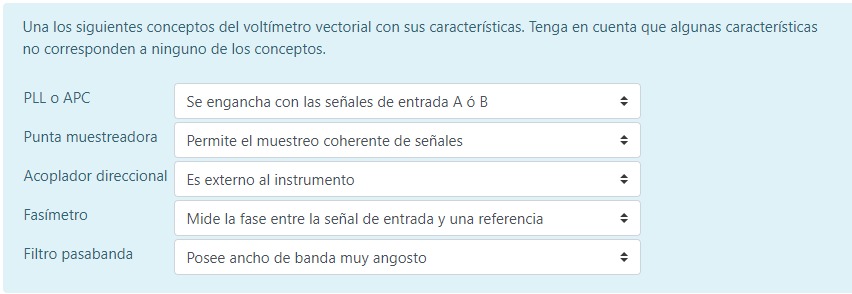 Una los siguientes conceptos del voltímetro vectorial con sus características. Tenga en cuenta que algunas características
no corresponden a ninguno de los conceptos.
PLL o APC
Se engancha con las señales de entrada A ó B
Punta muestreadora
Permite el muestreo coherente de señales
Acoplador direccional
Es externo al instrumento
Fasímetro
Mide la fase entre la señal de entrada y una referencia
Filtro pasabanda
Posee ancho de banda muy angosto